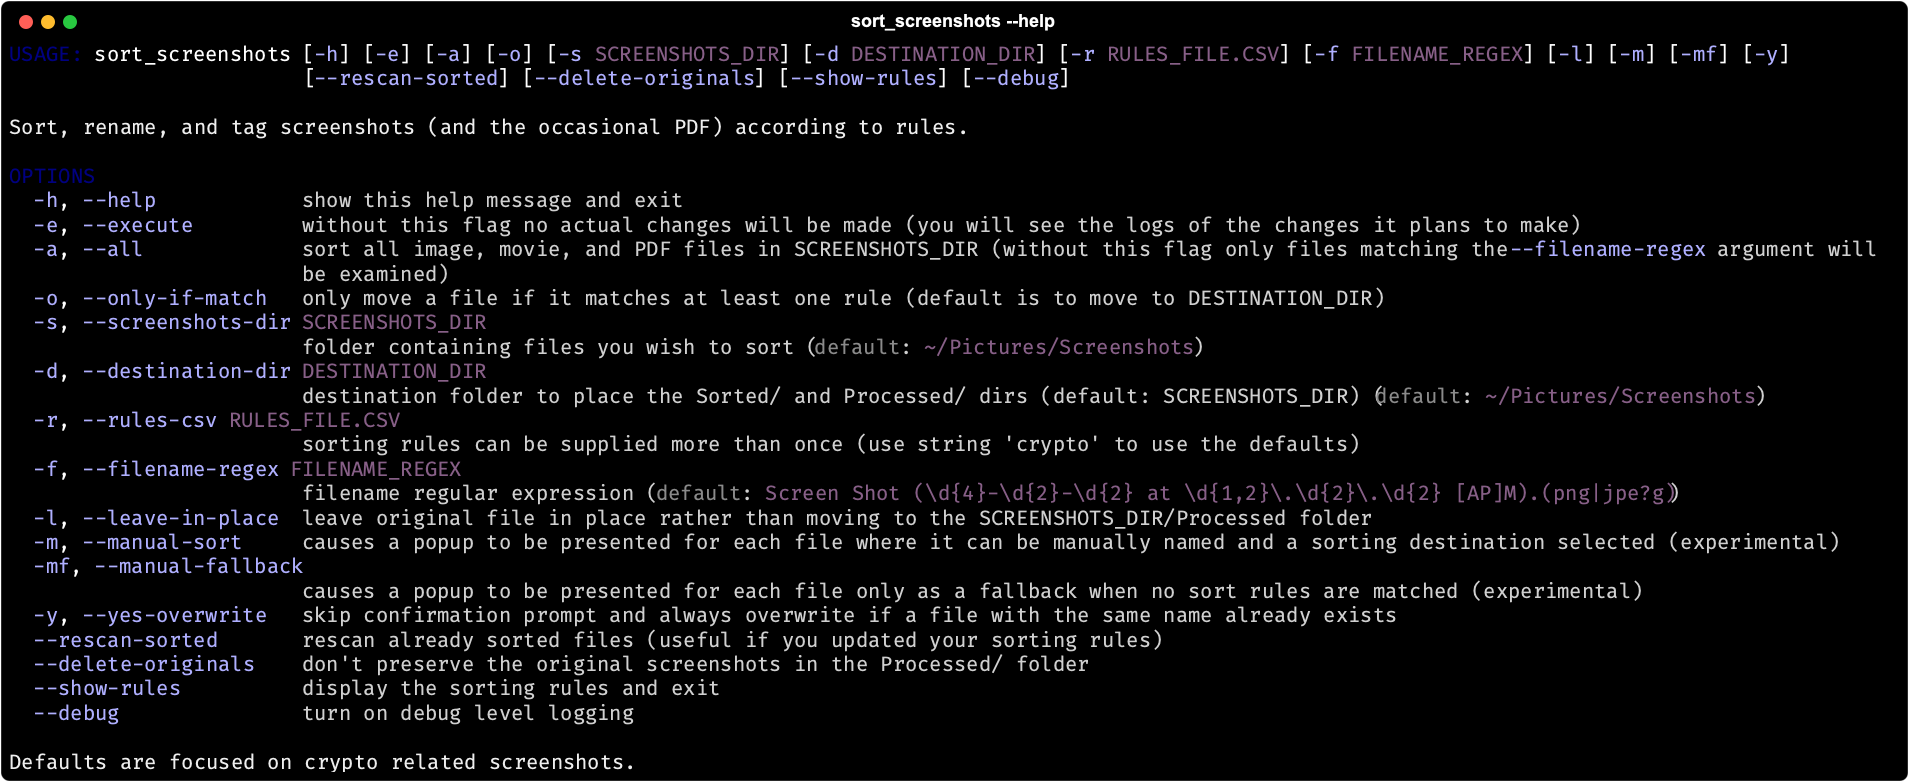 sort_screenshots --help
USAGE: sort_screenshots [-h] [-e] [-a] [-o] [-s SCREENSHOTS_DIR] [-d DESTINATION_DIR] [-r RULES_FILE.CSV] [-f FILENAME_REGEX] [-l] [-m] [-mf] [-y]
[--rescan-sorted] [--delete-originals] [--show-rules] [--debug]
Sort, rename, and tag screenshots (and the occasional PDF) according to rules.
OPTIONS
-h, --help show this help message and exit
-e, --execute without this flag no actual changes will be made (you will see the logs of the changes it plans to make)
-a, --all sort all image, movie, and PDF files in SCREENSHOTS_DIR (without this flag only files matching the--filename-regex argument will
be examined)
-o, --only-if-match only move a file if it matches at least one rule (default is to move to DESTINATION_DIR)
-s, --screenshots-dir SCREENSHOTS_DIR
folder containing files you wish to sort (default: ~/Pictures/Screenshots)
-d, --destination-dir DESTINATION_DIR
destination folder to place the Sorted/ and Processed/ dirs (default: SCREENSHOTS_DIR) (default: ~/Pictures/Screenshots)
-r, --rules-csv RULES_FILE.CSV
sorting rules can be supplied more than once (use string 'crypto' to use the defaults)
-f, --filename-regex FILENAME_REGEX
filename regular expression (default: Screen Shot (\d{4}-\d{2}-\d{2} at \d{1,2}\.\d{2}\.\d{2} [AP]M).(png|jpe?g))
-l, --leave-in-place leave original file in place rather than moving to the SCREENSHOTS_DIR/Processed folder
-m, --manual-sort causes a popup to be presented for each file where it can be manually named and a sorting destination selected (experimental)
-mf, --manual-fallback
causes a popup to be presented for each file only as a fallback when no sort rules are matched (experimental)
-y, --yes-overwrite skip confirmation prompt and always overwrite if a file with the same name already exists
--rescan-sorted rescan already sorted files (useful if you updated your sorting rules)
--delete-originals don't preserve the original screenshots in the Processed/ folder
--show-rules display the sorting rules and exit
--debug turn on debug level logging
Defaults are focused on crypto related screenshots.